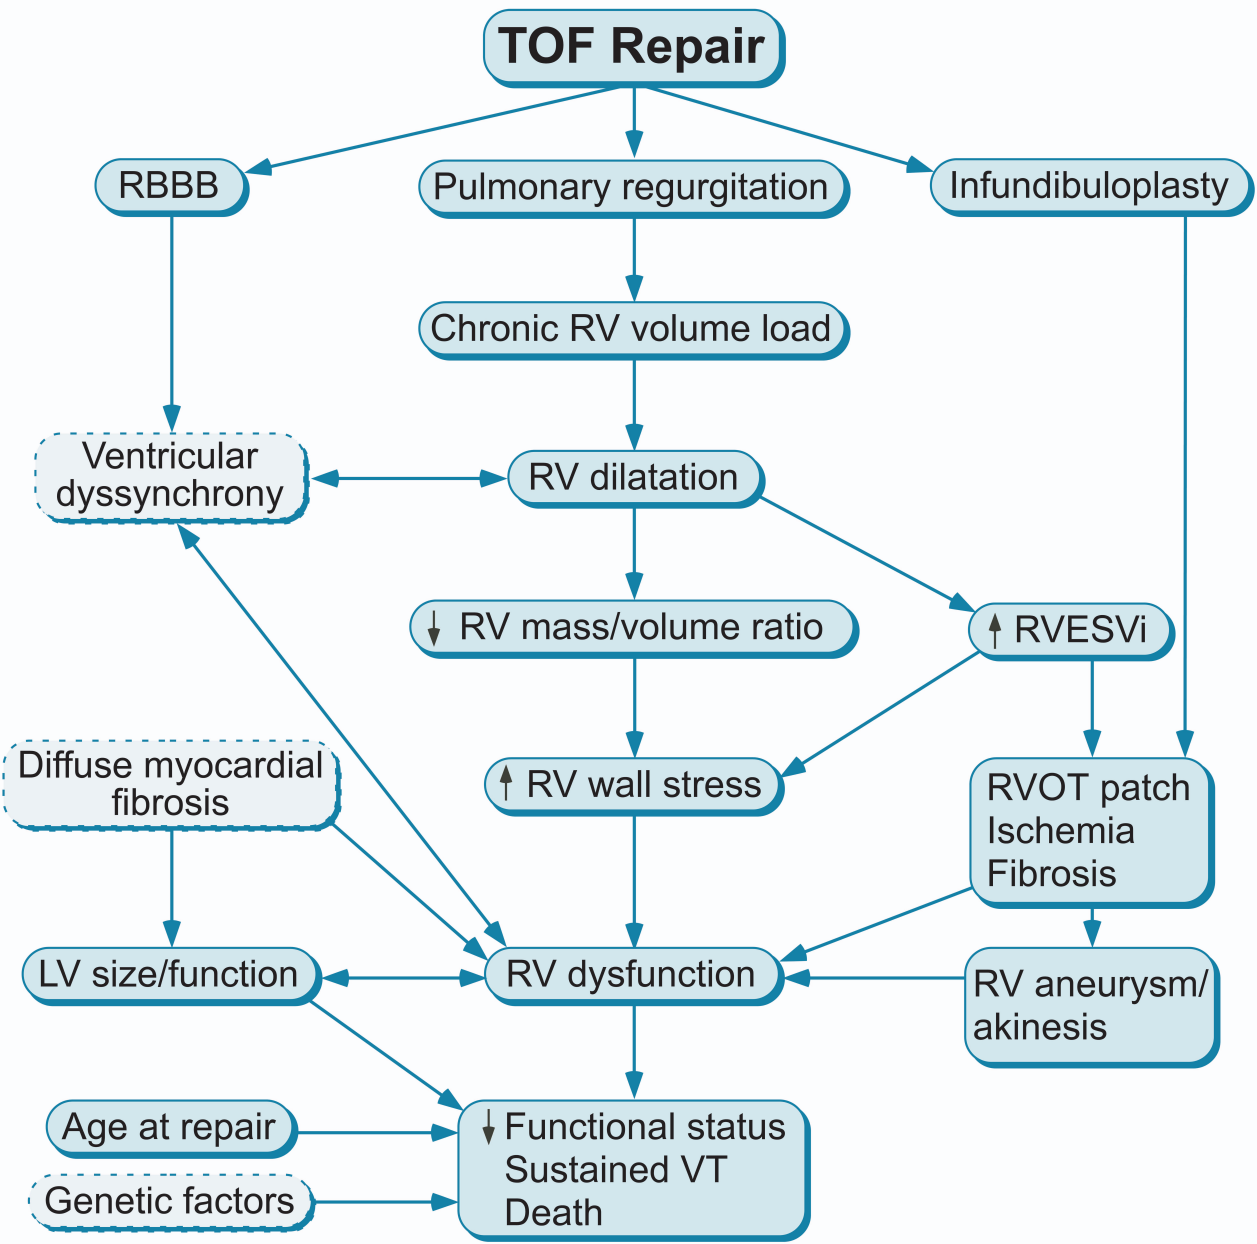 TOF Repair
RBBB
Pulmonary regurgitation
Infundibuloplasty
Chronic RV volume load
Ventricular
dyssynchrony
RV dilatation
↓ RV mass/volume ratio
↑ RVESVi
Diffuse myocardial
fibrosis
↑ RV wall stress
RVOT patch
Ischemia
Fibrosis
LV size/function
RV dysfunction
RV aneurysm/
akinesis
Age at repair
Genetic factors
↓ Functional status
Sustained VT
Death